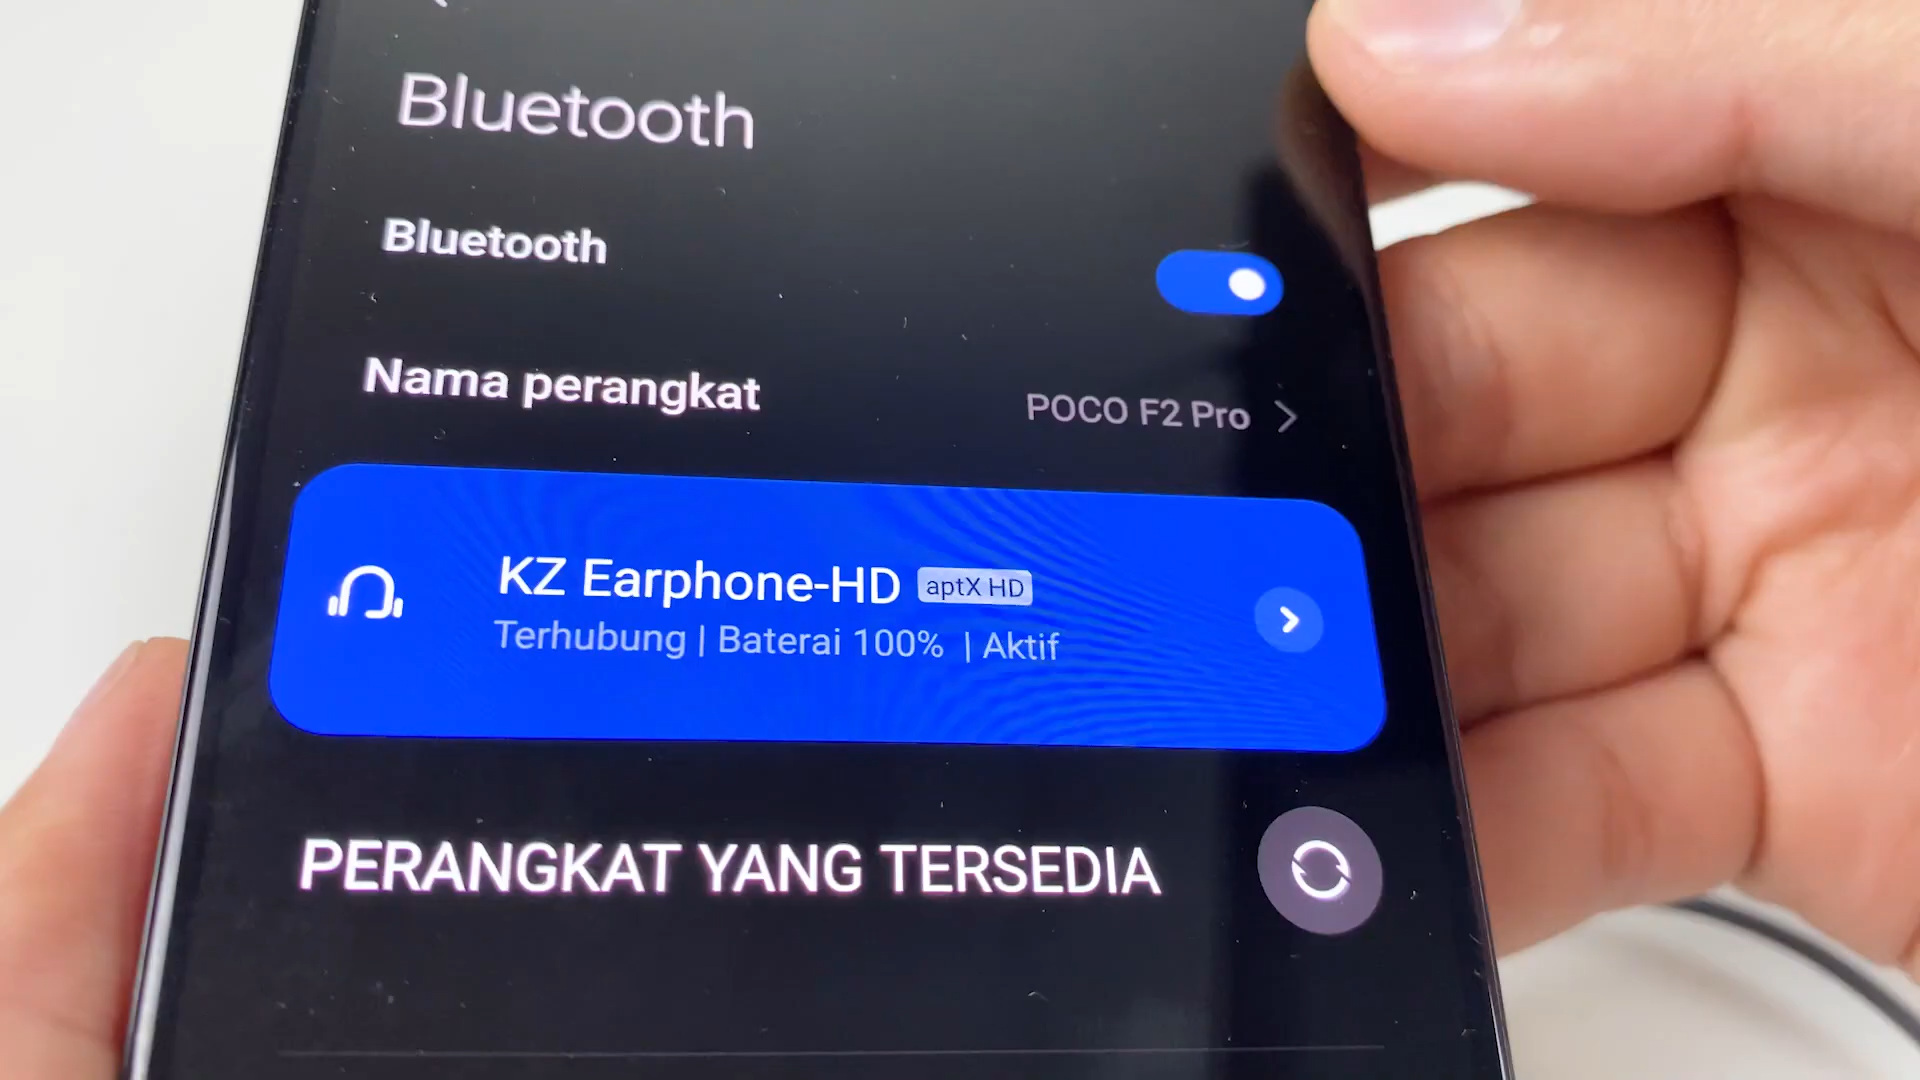 Bluetooth
Bluetooth
Nama perangkat
POCO F2 Pro
KZ Earphone-HD aptX HD
Terhubung | Baterai 100% | Aktif
PERANGKAT YANG TERSEDIA